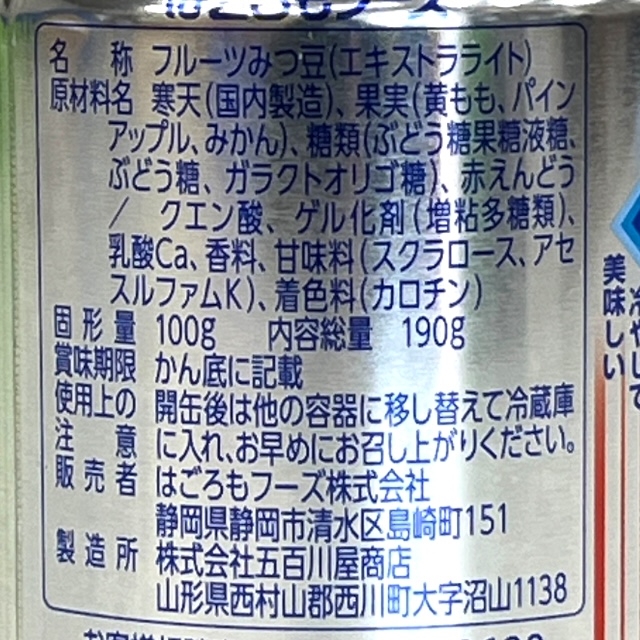 はごろもフーズ
名称 フルーツみつ豆(エキストラライト)
原材料名 寒天(国内製造)、果実(黄もも、パイン
アップル、みかん)、糖類(ぶどう糖果糖液糖、
ぶどう糖、ガラクトオリゴ糖)、赤えんどう
/ クエン酸、ゲル化剤(増粘多糖類)、
乳酸Ca、香料、甘味料(スクラロース、アセ
スルファムK)、着色料(カロチン)
固形量 100g 内容総量 190g
賞味期限 かん底に記載
使用上の 開缶後は他の容器に移し替えて冷蔵庫
注意 に入れ、お早めにお召し上がりください。
販売者 はごろもフーズ株式会社
静岡県静岡市清水区島崎町151
製造所 株式会社五百川屋商店
山形県西村山郡西川町大字沼山1138
冷やして
美味しい